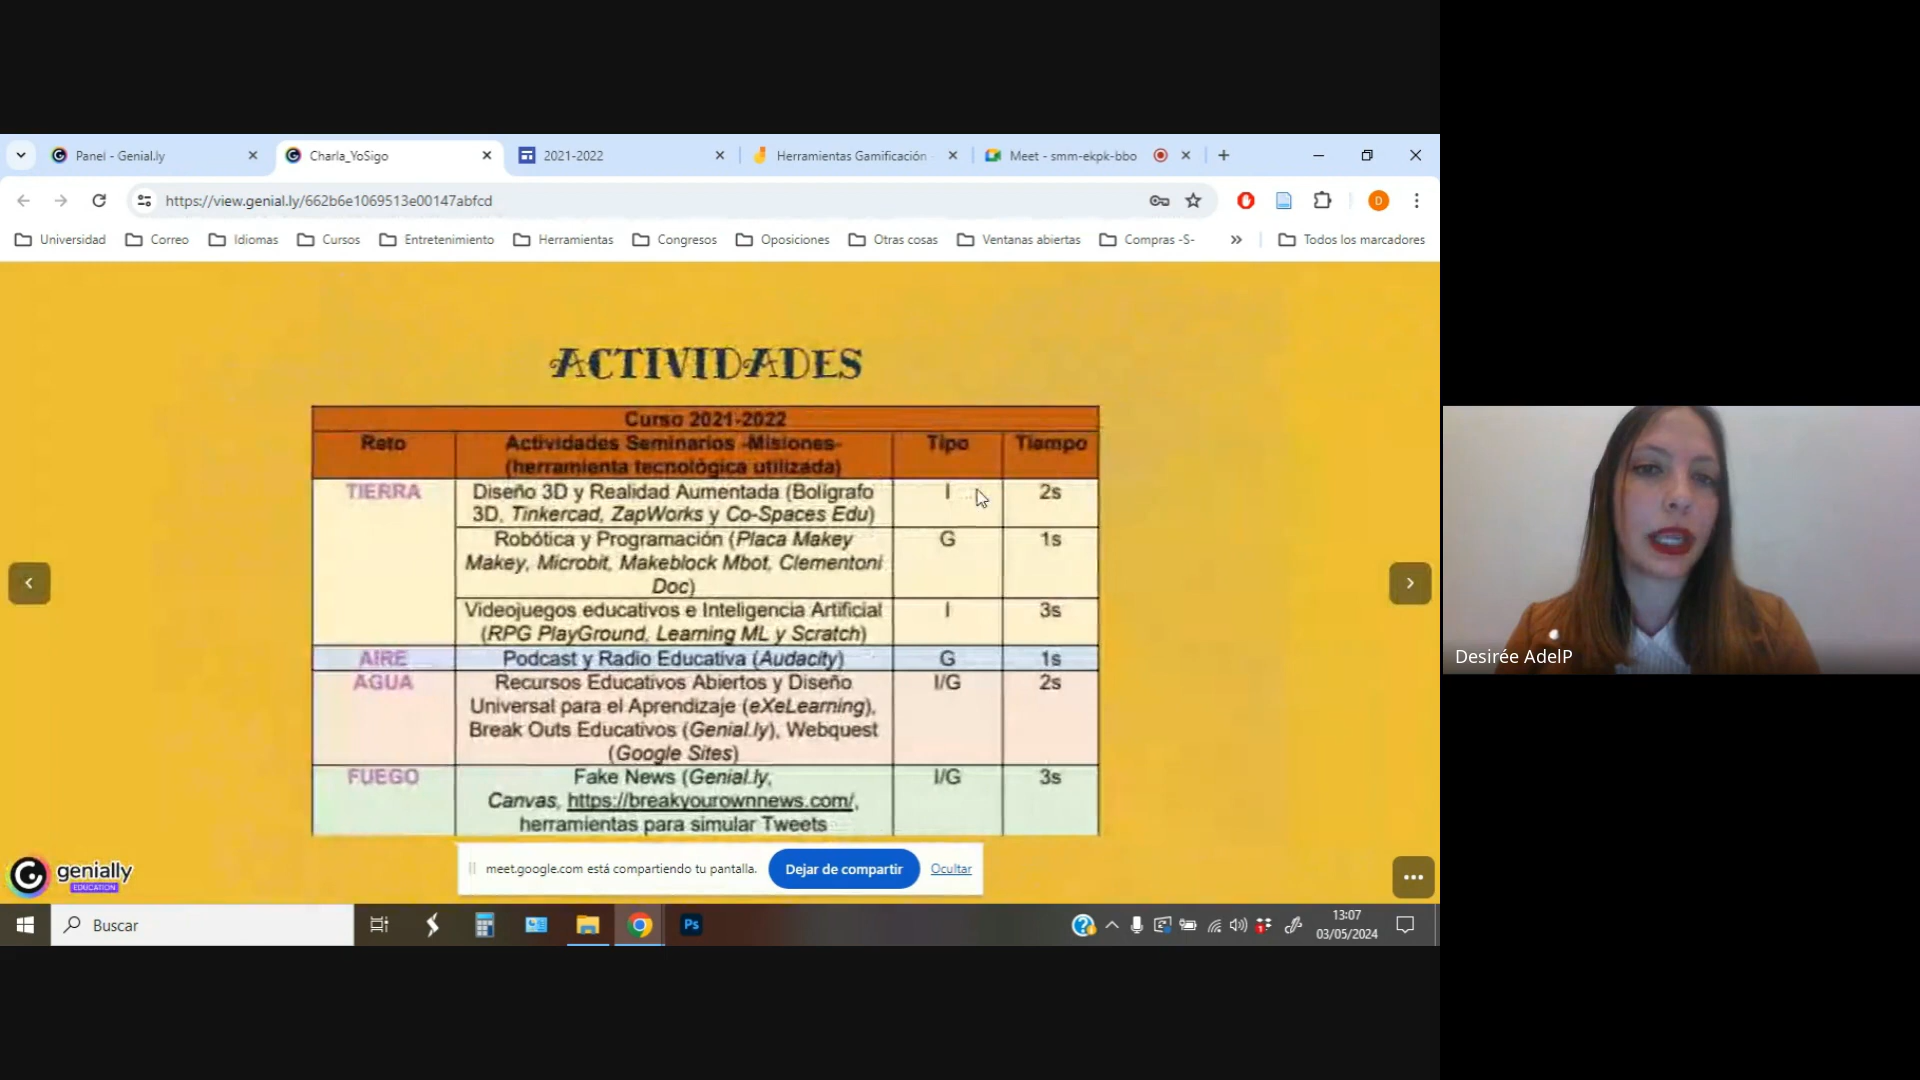 Panel - Genial.ly
Charla_YoSigo
2021-2022
Herramientas Gamificación
Meet - smm-ekpk-bbo
https://view.genial.ly/662b6e1069513e00147abfcd
D
Universidad
Correo
Idiomas
Cursos
Entretenimiento
Herramientas
Congresos
Oposiciones
Otras cosas
Ventanas abiertas
Compras -S-
Todos los marcadores
ACTIVIDADES
Curso 2021-2022
Reto
Actividades Seminarios -Misiones-
(herramienta tecnológica utilizada)
Tipo
Tiempo
TIERRA
Diseño 3D y Realidad Aumentada (Bolígrafo
3D, Tinkercad, ZapWorks y Co-Spaces Edu)
I
2s
Robótica y Programación (Placa Makey
Makey, Microbit, Makeblock Mbot, Clementoni
Doc)
G
1s
Videojuegos educativos e Inteligencia Artificial
(RPG PlayGround, Learning ML y Scratch)
I
3s
AIRE
Podcast y Radio Educativa (Audacity)
G
1s
AGUA
Recursos Educativos Abiertos y Diseño
Universal para el Aprendizaje (eXeLearning),
Break Outs Educativos (Genial.ly), Webquest
(Google Sites)
I/G
2s
FUEGO
Fake News (Genial.ly,
Canvas, https://breakyourownnews.com/,
herramientas para simular Tweets
I/G
3s
genially
EDUCATION
meet.google.com está compartiendo tu pantalla.
Dejar de compartir
Ocultar
Buscar
Ps
13:07
03/05/2024
Desirée AdelP